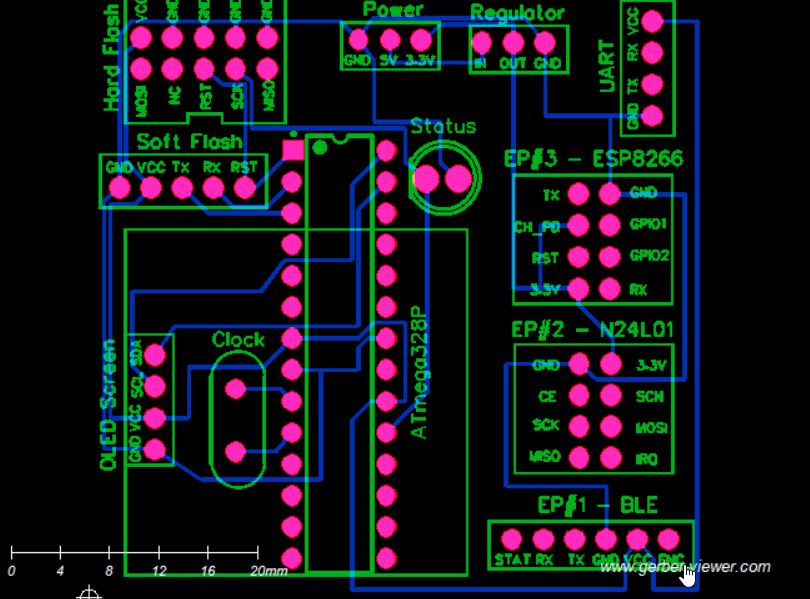 Power
Regulator
VCC GND GND GND GND
Hard Flash
GND 5V 3.3V
IN OUT GND
UART
VCC
RX
TX
GND
MOSI NC RST SCK MISO
Status
Soft Flash
GND VCC Tx Rx RST
EP#3 - ESP8266
TX GND
CH_PD GPIO1
RST GPIO2
3.3V RX
ATmega328P
Clock
OLED Screen
SDA
SCL
VCC
GND
EP#2 - N24L01
GND 3.3V
CE SCN
SCK MOSI
MISO IRQ
EP#1 - BLE
STAT RX TX GND VCC ENC
0 4 8 12 16 20mm
www.gerber-viewer.com